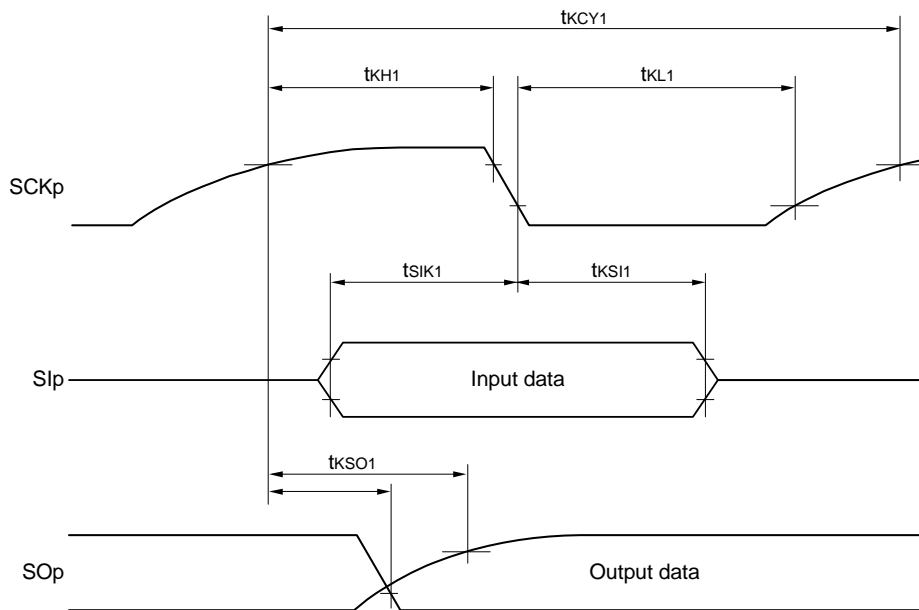 tKCY1
tKH1
tKL1
SCKp
tSIK1
tKSI1
SIp
Input data
tKSO1
SOp
Output data